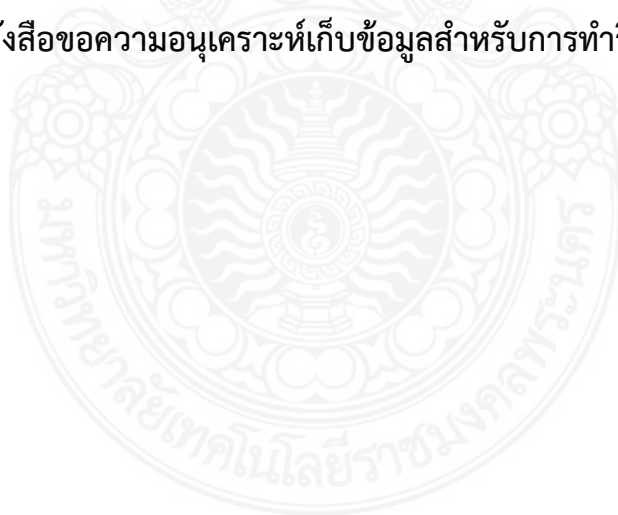 ังสือขอความอนุเคราะห์เก็บข้อมูลสำหรับการทำวิ
มหาวิทยาลัยเทคโนโลยีราชมงคลพระนคร